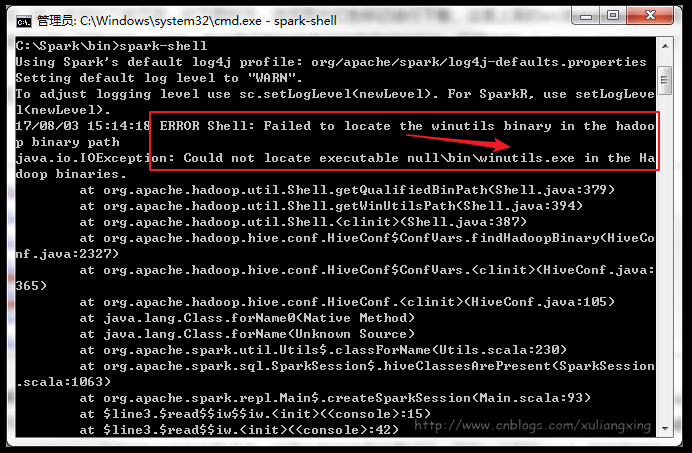 管理员: C:\Windows\system32\cmd.exe - spark-shell
C:\Spark\bin>spark-shell
Using Spark's default log4j profile: org/apache/spark/log4j-defaults.properties
Setting default log level to "WARN".
To adjust logging level use sc.setLogLevel(newLevel). For SparkR, use setLogLeve
l(newLevel).
17/08/03 15:14:18 ERROR Shell: Failed to locate the winutils binary in the hadoo
p binary path
java.io.IOException: Could not locate executable null\bin\winutils.exe in the Ha
doop binaries.
at org.apache.hadoop.util.Shell.getQualifiedBinPath(Shell.java:379)
at org.apache.hadoop.util.Shell.getWinUtilsPath(Shell.java:394)
at org.apache.hadoop.util.Shell.<clinit>(Shell.java:387)
at org.apache.hadoop.hive.conf.HiveConf$ConfVars.findHadoopBinary(HiveCo
nf.java:2327)
at org.apache.hadoop.hive.conf.HiveConf$ConfVars.<clinit>(HiveConf.java:
365)
at org.apache.hadoop.hive.conf.HiveConf.<clinit>(HiveConf.java:105)
at java.lang.Class.forName0(Native Method)
at java.lang.Class.forName(Unknown Source)
at org.apache.spark.util.Utils$.classForName(Utils.scala:230)
at org.apache.spark.sql.SparkSession$.hiveClassesArePresent(SparkSession
.scala:1063)
at org.apache.spark.repl.Main$.createSparkSession(Main.scala:93)
at $line3.$read$$iw$$iw.<init>(<console>:15)
at $line3.$read$$iw.<init>(<console>:42)
http://www.cnblogs.com/xuliangxing